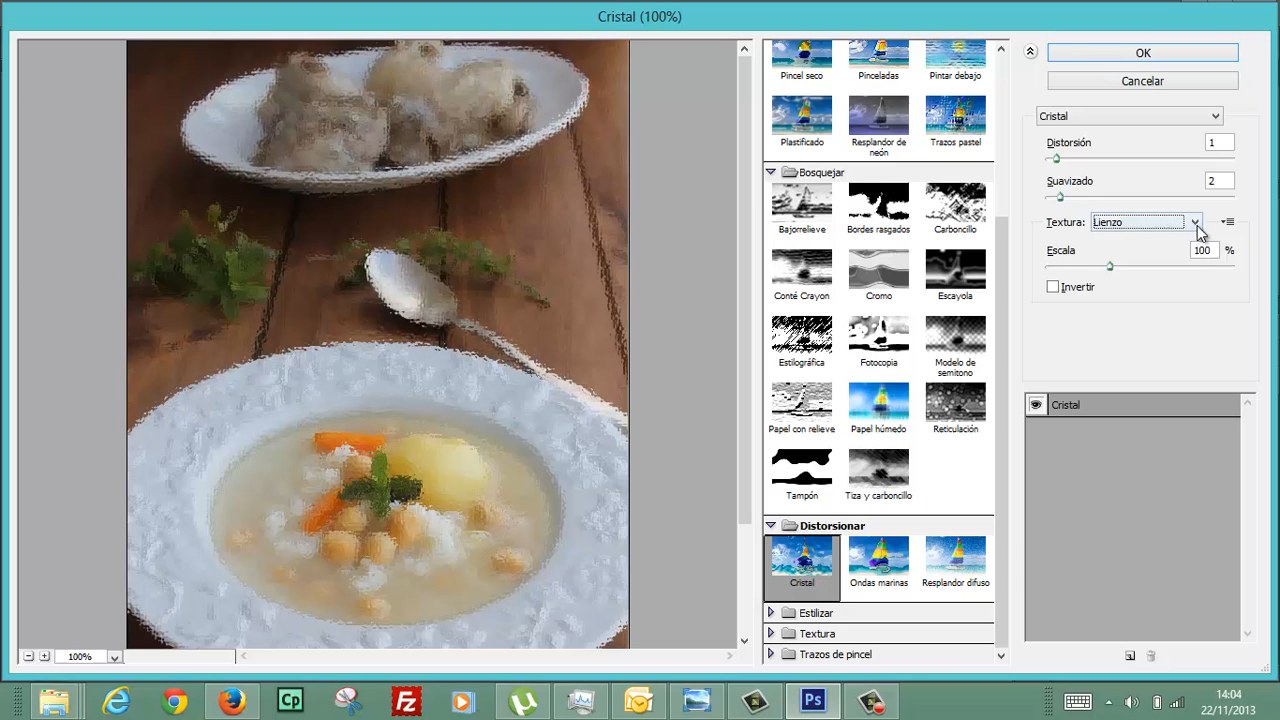 Cristal (100%)
Pincel seco
Pinceladas
Pintar debajo
Plastificado
Resplandor de neón
Trazos pastel
Bosquejar
Bajorrelieve
Bordes rasgados
Carboncillo
Conté Crayon
Cromo
Escayola
Estilográfica
Fotocopia
Modelo de semitono
Papel con relieve
Papel húmedo
Reticulación
Tampón
Tiza y carboncillo
Distorsionar
Cristal
Ondas marinas
Resplandor difuso
Estilizar
Textura
Trazos de pincel
100%
OK
Cancelar
Cristal
Distorsión 1
Suavizado 2
Textura: Lienzo
Escala 100 %
Invertir
Cristal
Cp
Fz
Ps
14:04
22/11/2013